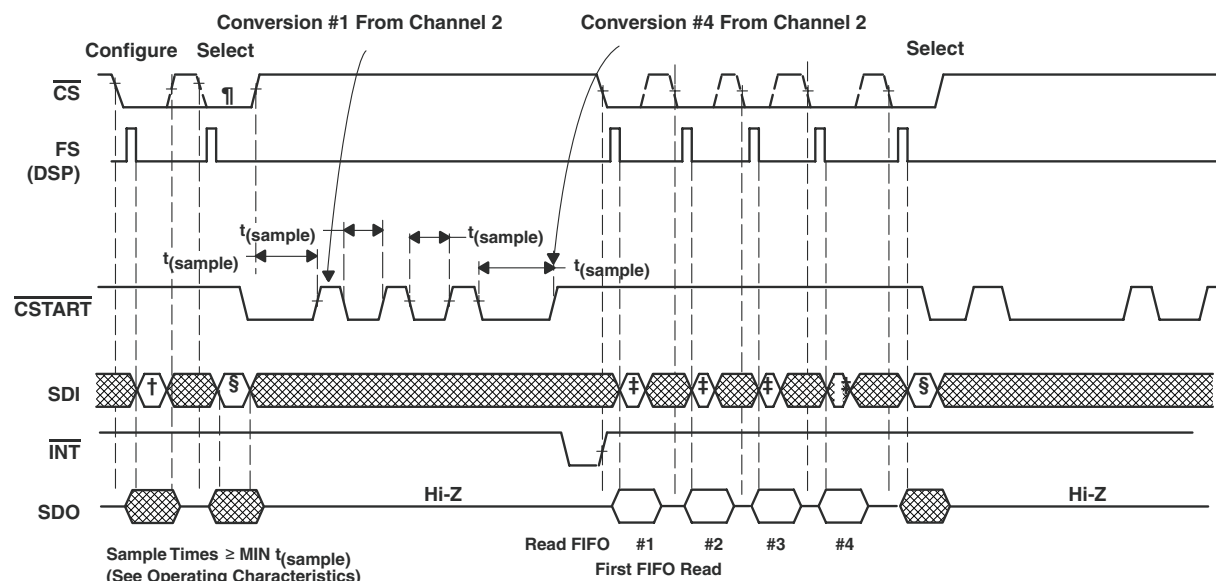 Conversion #1 From Channel 2 Conversion #4 From Channel 2
Configure Select Select
CS
¶
FS
(DSP)
t(sample) t(sample)
t(sample) t(sample)
CSTART
SDI † § ‡ ‡ ‡ ‡ §
INT
Hi-Z Hi-Z
SDO
Read FIFO #1 #2 #3 #4
Sample Times ≥ MIN t(sample)
First FIFO Read
(See Operating Characteristics)